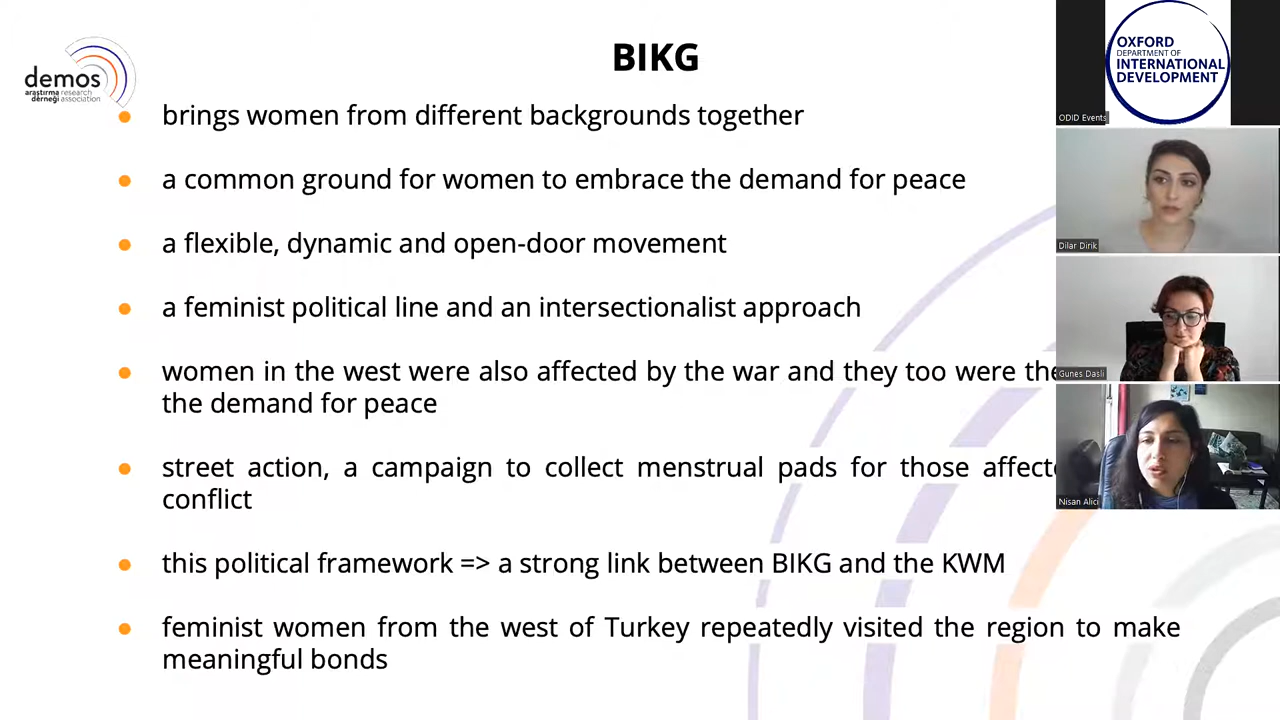 demos
araştırma research
derneği association
BIKG
brings women from different backgrounds together
a common ground for women to embrace the demand for peace
a flexible, dynamic and open-door movement
a feminist political line and an intersectionalist approach
women in the west were also affected by the war and they too were the
the demand for peace
street action, a campaign to collect menstrual pads for those
conflict
this political framework => a strong link between BIKG and the KWM
feminist women from the west of Turkey repeatedly visited the region to make
meaningful bonds
OXFORD
DEPARTMENT OF
INTERNATIONAL
DEVELOPMENT
ODID Events
Dilar Dirik
Gunes Dasli
Nisan Alici